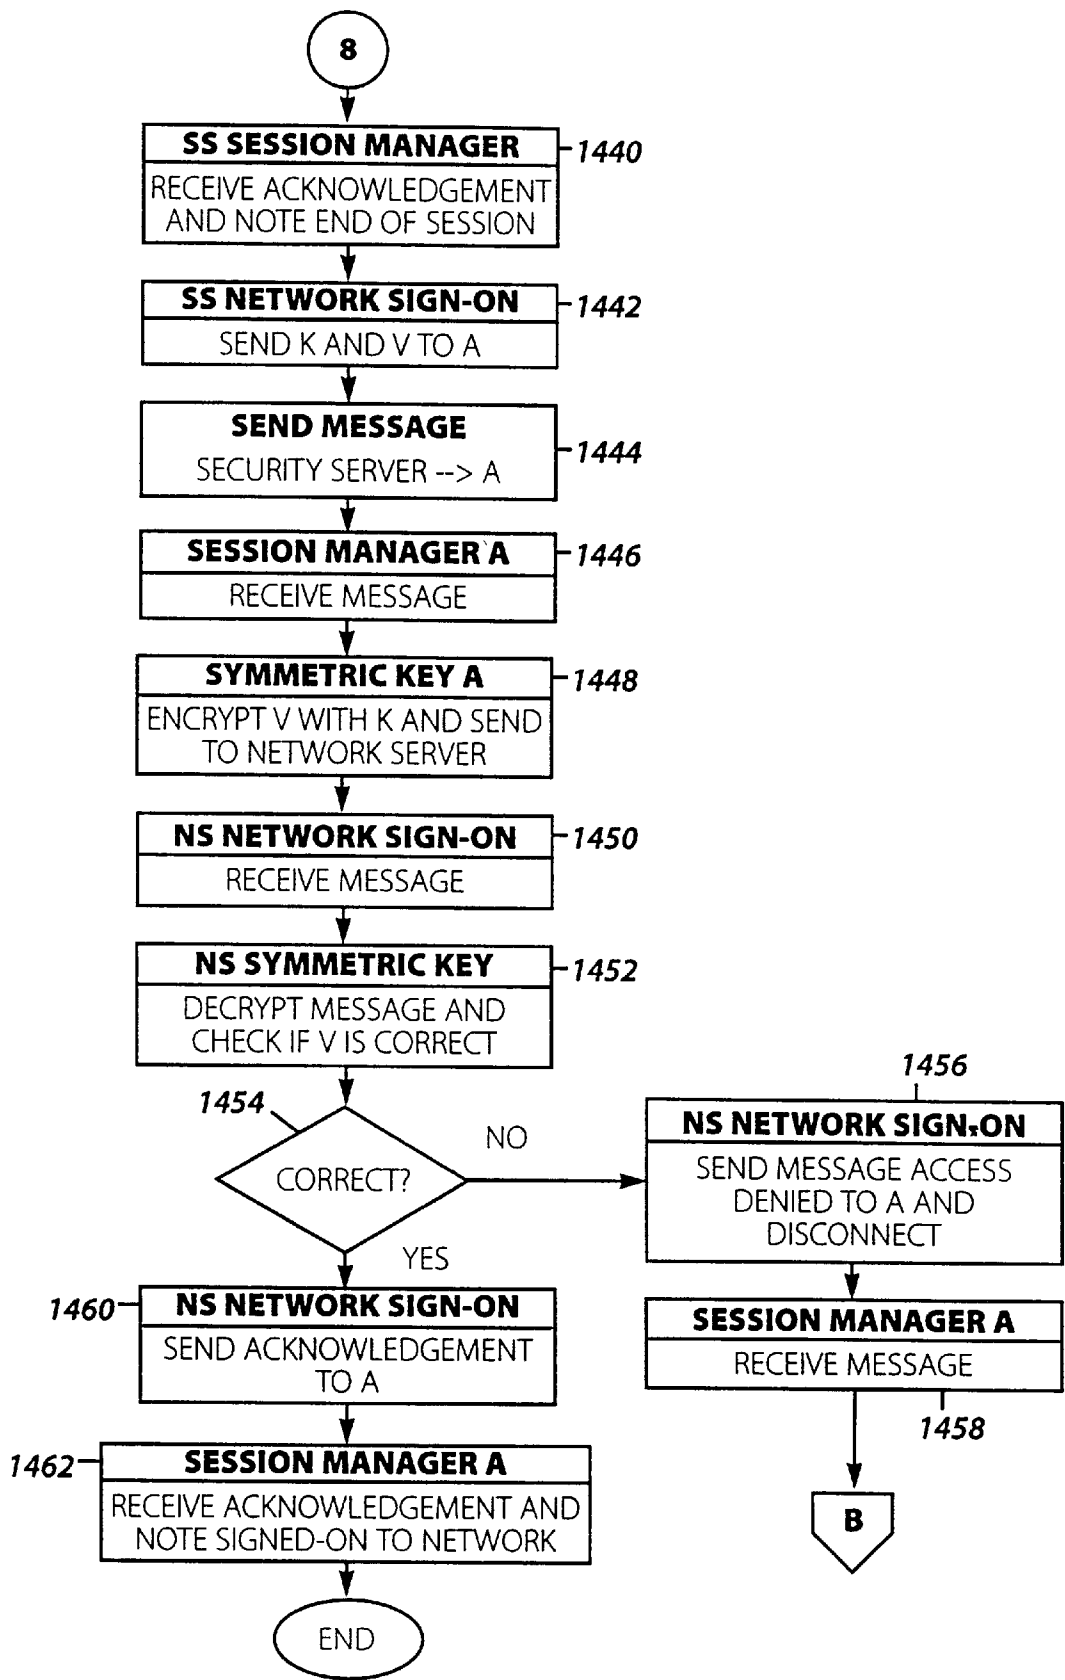 8
SS SESSION MANAGER
1440
RECEIVE ACKNOWLEDGEMENT
AND NOTE END OF SESSION
SS NETWORK SIGN-ON
1442
SEND K AND V TO A
SEND MESSAGE
1444
SECURITY SERVER --> A
SESSION MANAGER A
1446
RECEIVE MESSAGE
SYMMETRIC KEY A
1448
ENCRYPT V WITH K AND SEND
TO NETWORK SERVER
NS NETWORK SIGN-ON
1450
RECEIVE MESSAGE
NS SYMMETRIC KEY
1452
DECRYPT MESSAGE AND
CHECK IF V IS CORRECT
1454
CORRECT?
NO
YES
1456
NS NETWORK SIGN-ON
SEND MESSAGE ACCESS
DENIED TO A AND
DISCONNECT
SESSION MANAGER A
RECEIVE MESSAGE
1458
B
1460
NS NETWORK SIGN-ON
SEND ACKNOWLEDGEMENT
TO A
1462
SESSION MANAGER A
RECEIVE ACKNOWLEDGEMENT AND
NOTE SIGNED-ON TO NETWORK
END